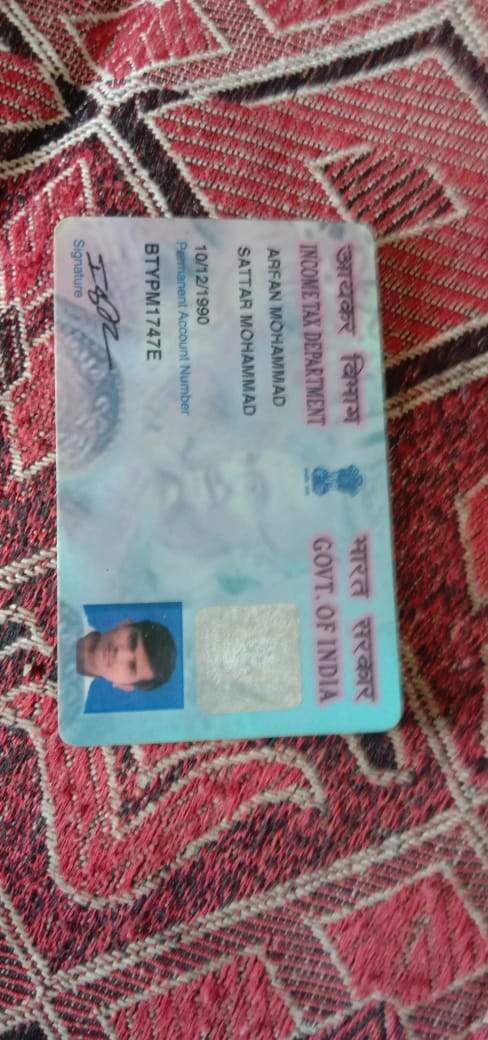 आयकर विभाग
INCOME TAX DEPARTMENT
भारत सरकार
GOVT. OF INDIA
ARFAN MOHAMMAD
SATTAR MOHAMMAD
10/12/1990
Permanent Account Number
BTYPM1747E
Signature